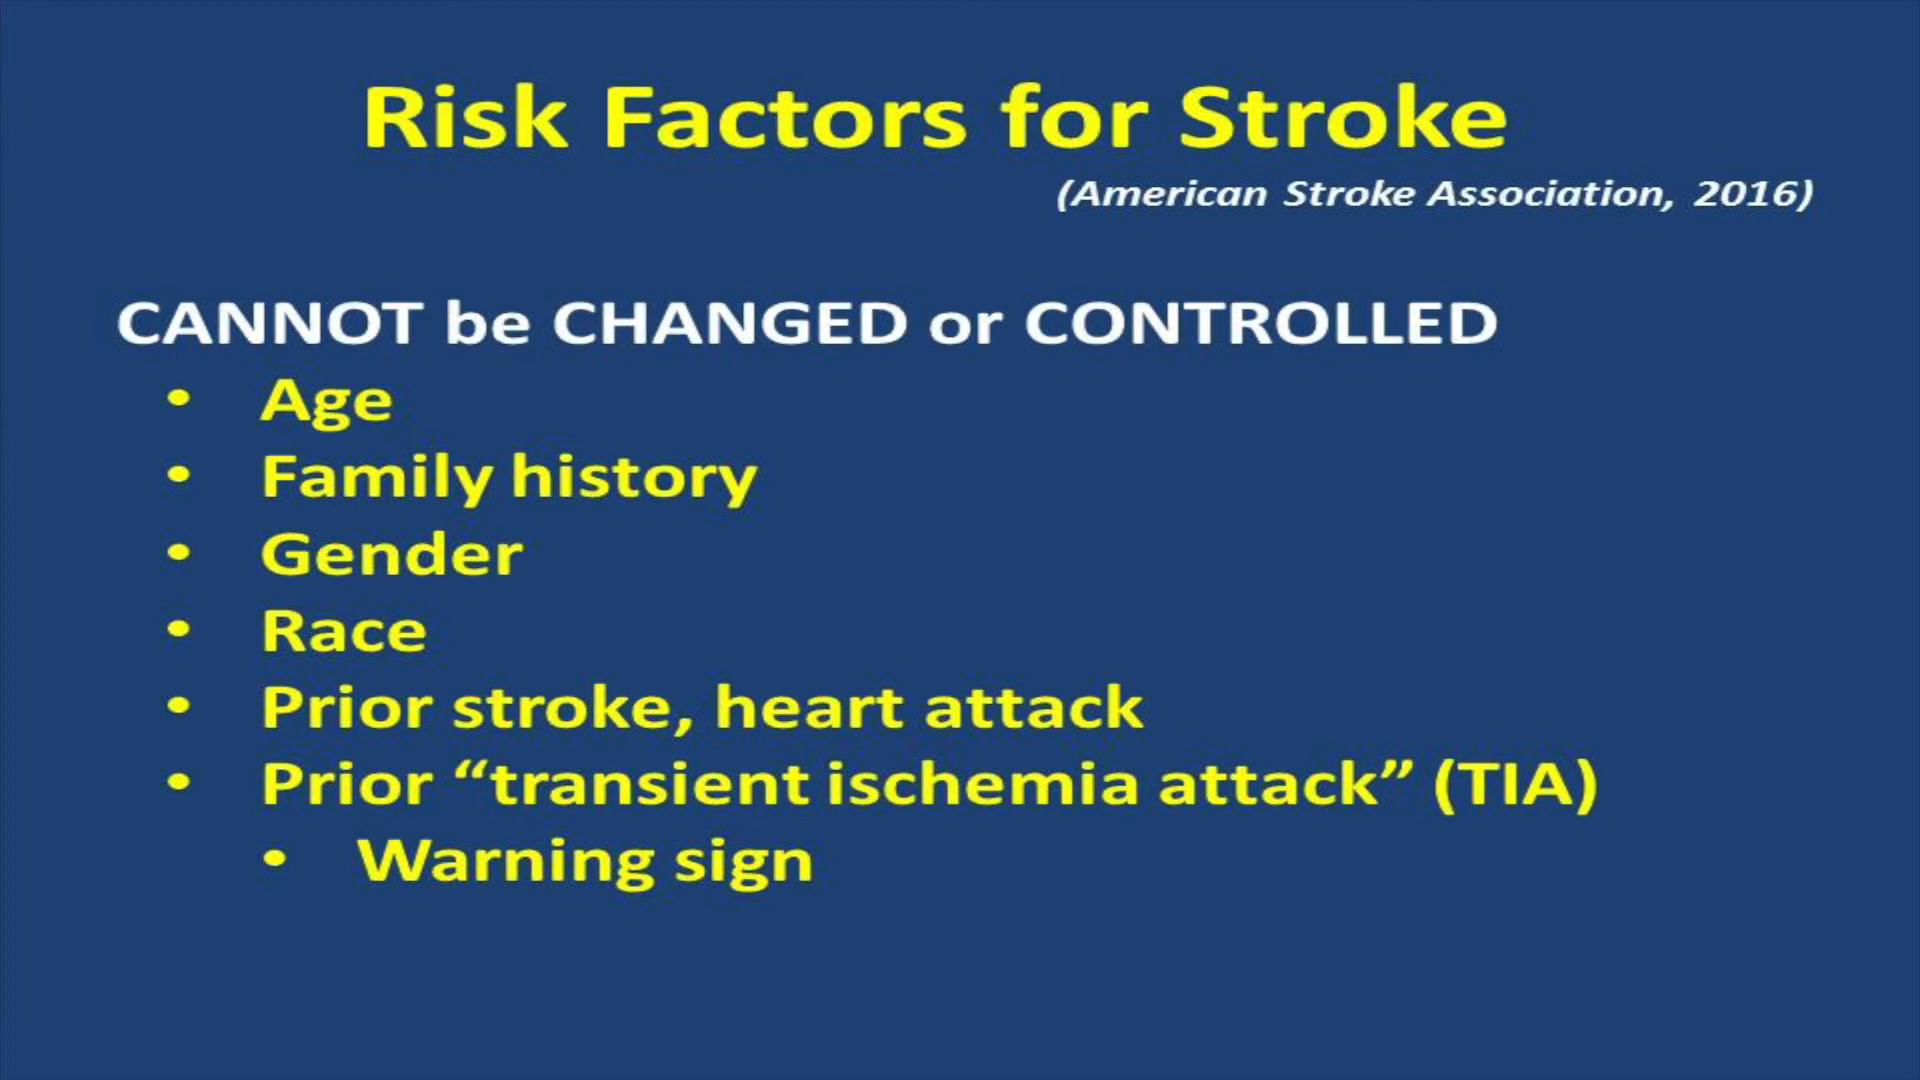 Risk Factors for Stroke
(American Stroke Association, 2016)
CANNOT be CHANGED or CONTROLLED
• Age
• Family history
• Gender
• Race
• Prior stroke, heart attack
• Prior “transient ischemia attack” (TIA)
• Warning sign